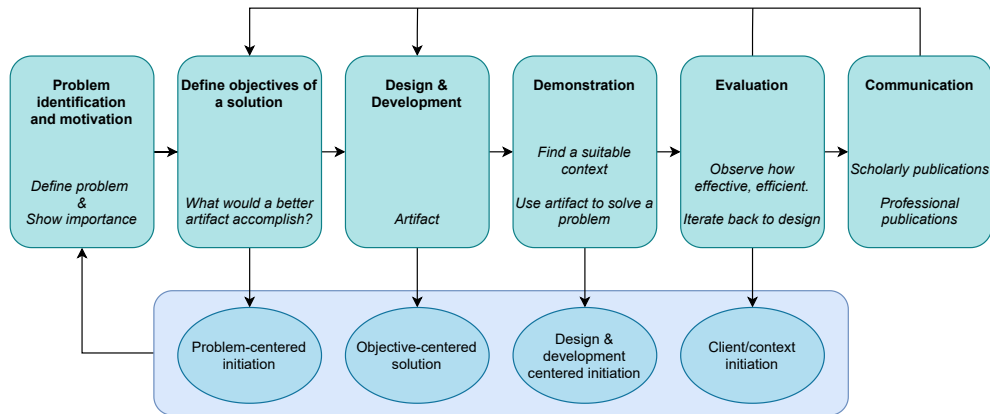 Problem
identification
and motivation
Define problem
&
Show importance
Define objectives of
a solution
What would a better
artifact accomplish?
Design &
Development
Artifact
Demonstration
Find a suitable
context
Use artifact to solve a
problem
Evaluation
Observe how
effective, efficient.
Iterate back to design
Communication
Scholarly publications
Professional
publications
Problem-centered
initiation
Objective-centered
solution
Design &
development
centered initiation
Client/context
initiation